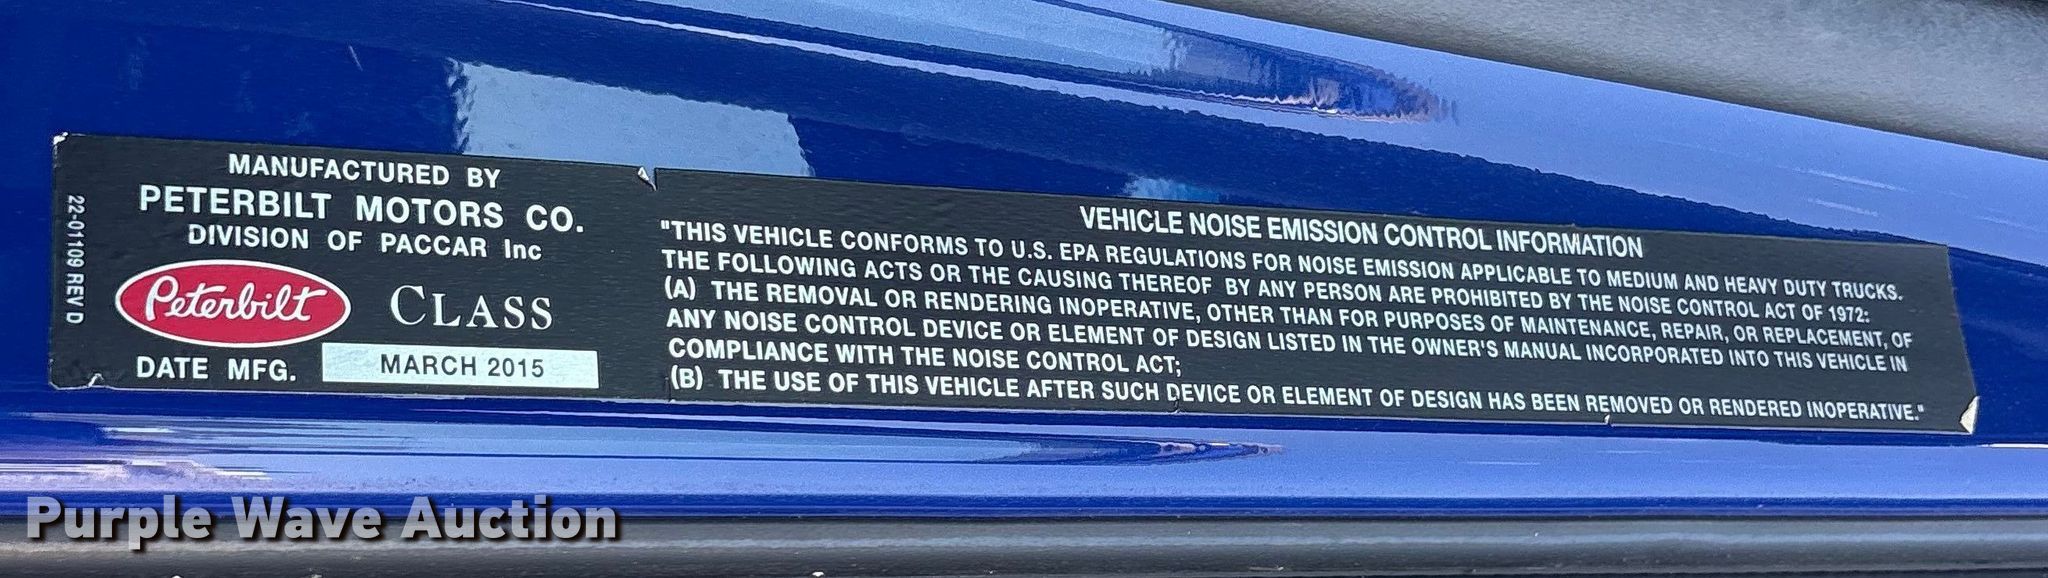 MANUFACTURED BY
PETERBILT MOTORS CO.
DIVISION OF PACCAR Inc
22-01109 REV D
Peterbilt CLASS
DATE MFG. MARCH 2015
VEHICLE NOISE EMISSION CONTROL INFORMATION
"THIS VEHICLE CONFORMS TO U.S. EPA REGULATIONS FOR NOISE EMISSION APPLICABLE TO MEDIUM AND HEAVY DUTY TRUCKS.
THE FOLLOWING ACTS OR THE CAUSING THEREOF BY ANY PERSON ARE PROHIBITED BY THE NOISE CONTROL ACT OF 1972:
(A) THE REMOVAL OR RENDERING INOPERATIVE, OTHER THAN FOR PURPOSES OF MAINTENANCE, REPAIR, OR REPLACEMENT, OF
ANY NOISE CONTROL DEVICE OR ELEMENT OF DESIGN LISTED IN THE OWNER'S MANUAL INCORPORATED INTO THIS VEHICLE IN
COMPLIANCE WITH THE NOISE CONTROL ACT;
(B) THE USE OF THIS VEHICLE AFTER SUCH DEVICE OR ELEMENT OF DESIGN HAS BEEN REMOVED OR RENDERED INOPERATIVE."
Purple Wave Auction